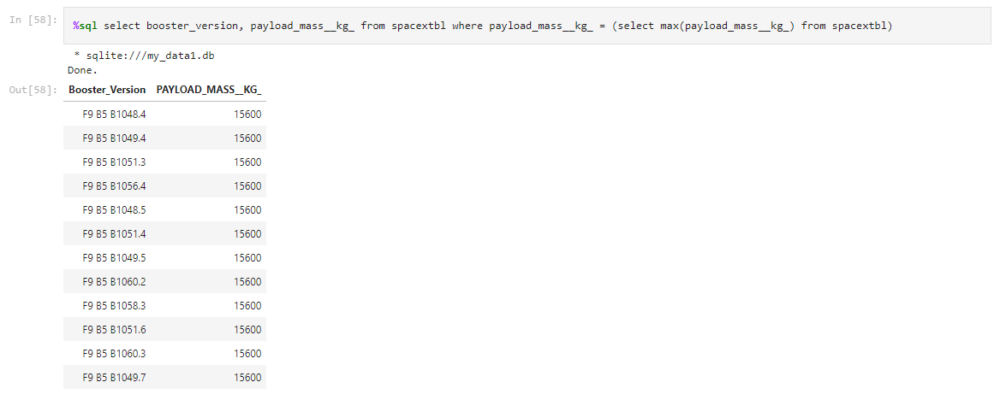 In [58]: %sql select booster_version, payload_mass__kg_ from spacextbl where payload_mass__kg_ = (select max(payload_mass__kg_) from spacextbl)
* sqlite:///my_data1.db
Done.
Out[58]: Booster_Version PAYLOAD_MASS__KG_
F9 B5 B1048.4 15600
F9 B5 B1049.4 15600
F9 B5 B1051.3 15600
F9 B5 B1056.4 15600
F9 B5 B1048.5 15600
F9 B5 B1051.4 15600
F9 B5 B1049.5 15600
F9 B5 B1060.2 15600
F9 B5 B1058.3 15600
F9 B5 B1051.6 15600
F9 B5 B1060.3 15600
F9 B5 B1049.7 15600